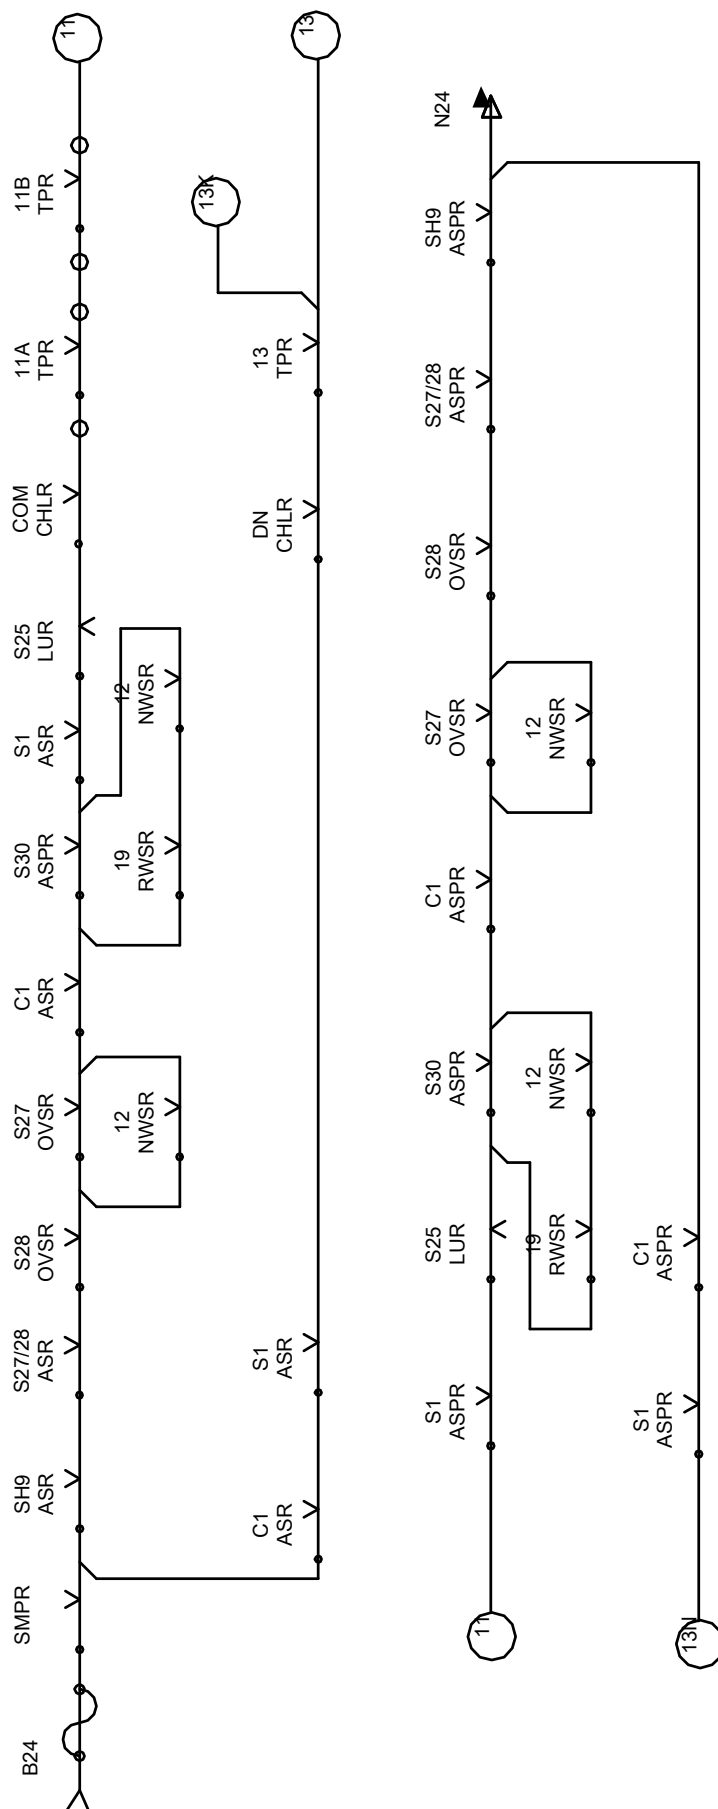 11
11B
TPR
11A
TPR
COM
CHLR
S25
LUR
S1
ASR
S30
ASPR
C1
ASR
S27
OVSR
S28
OVSR
S27/28
ASR
SH9
ASR
SMPR
B24
12
NWSR
19
RWSR
12
NWSR
13
13K
13
TPR
DN
CHLR
S1
ASR
C1
ASR
N24
SH9
ASPR
S27/28
ASPR
S28
OVSR
S27
OVSR
C1
ASPR
S30
ASPR
S25
LUR
S1
ASPR
11
12
NWSR
12
NWSR
19
RWSR
C1
ASPR
S1
ASPR
13N